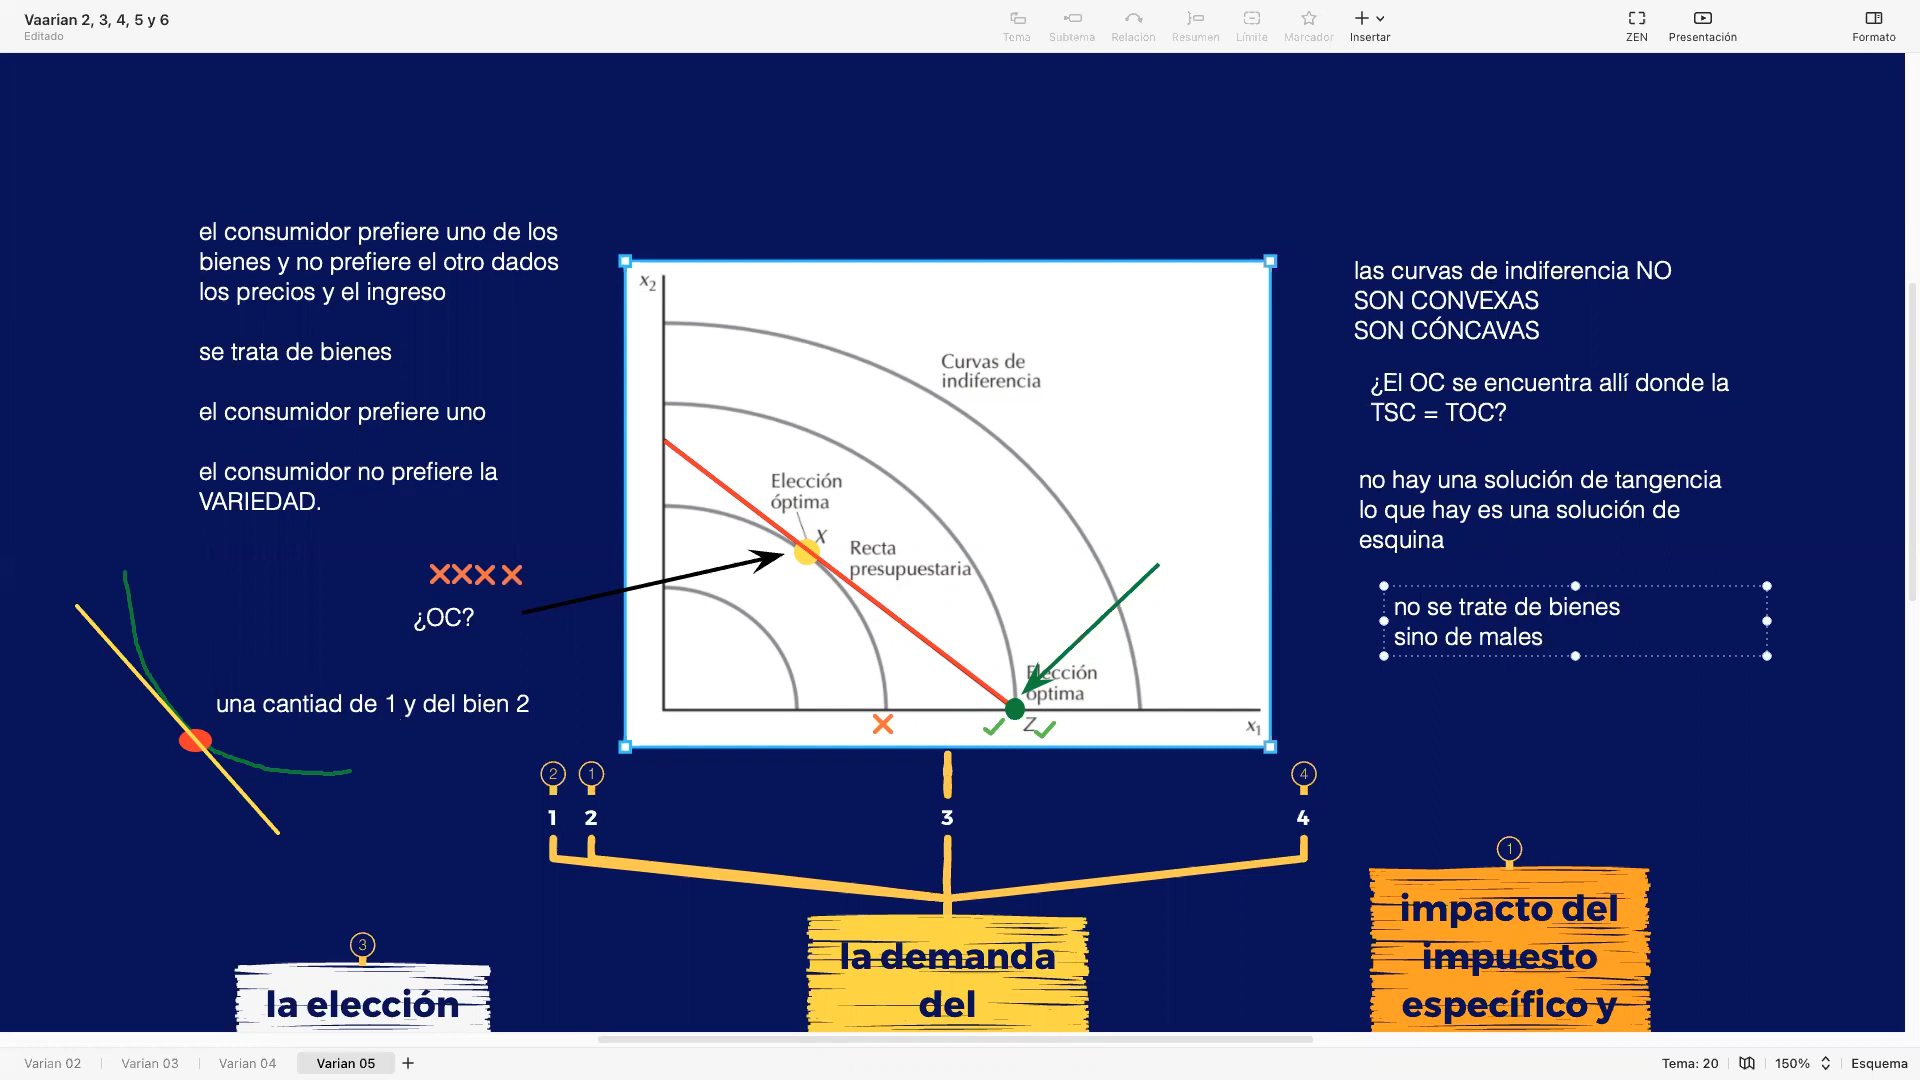 Vaarian 2, 3, 4, 5 y 6
Editado
Tema
Subtema
Relación
Resumen
Límite
Marcador
Insertar
ZEN
Presentación
Formato
el consumidor prefiere uno de los
bienes y no prefiere el otro dados
los precios y el ingreso
se trata de bienes
el consumidor prefiere uno
el consumidor no prefiere la
VARIEDAD.
¿OC?
una cantiad de 1 y del bien 2
x2
Curvas de
indiferencia
Elección
óptima
X
Recta
presupuestaria
Elección
óptima
Z
x1
las curvas de indiferencia NO
SON CONVEXAS
SON CÓNCAVAS
¿El OC se encuentra allí donde la
TSC = TOC?
no hay una solución de tangencia
lo que hay es una solución de
esquina
no se trate de bienes
sino de males
2
1
4
1
2
3
4
3
la elección
la demanda
del
1
impacto del
impuesto
específico y
Varian 02
Varian 03
Varian 04
Varian 05
Tema: 20
150%
Esquema